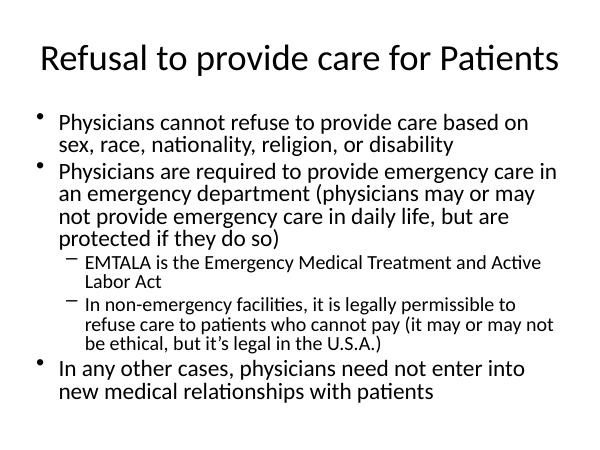 Refusal to provide care for Patients
• Physicians cannot refuse to provide care based on
sex, race, nationality, religion, or disability
• Physicians are required to provide emergency care in
an emergency department (physicians may or may
not provide emergency care in daily life, but are
protected if they do so)
– EMTALA is the Emergency Medical Treatment and Active
Labor Act
– In non-emergency facilities, it is legally permissible to
refuse care to patients who cannot pay (it may or may not
be ethical, but it’s legal in the U.S.A.)
• In any other cases, physicians need not enter into
new medical relationships with patients